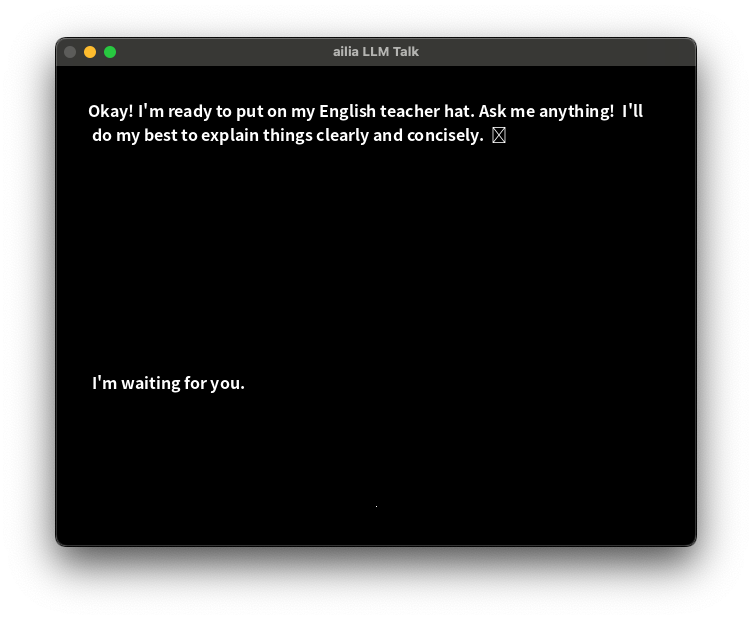 ailia LLM Talk
Okay! I'm ready to put on my English teacher hat. Ask me anything!  I'll
do my best to explain things clearly and concisely.
I'm waiting for you.